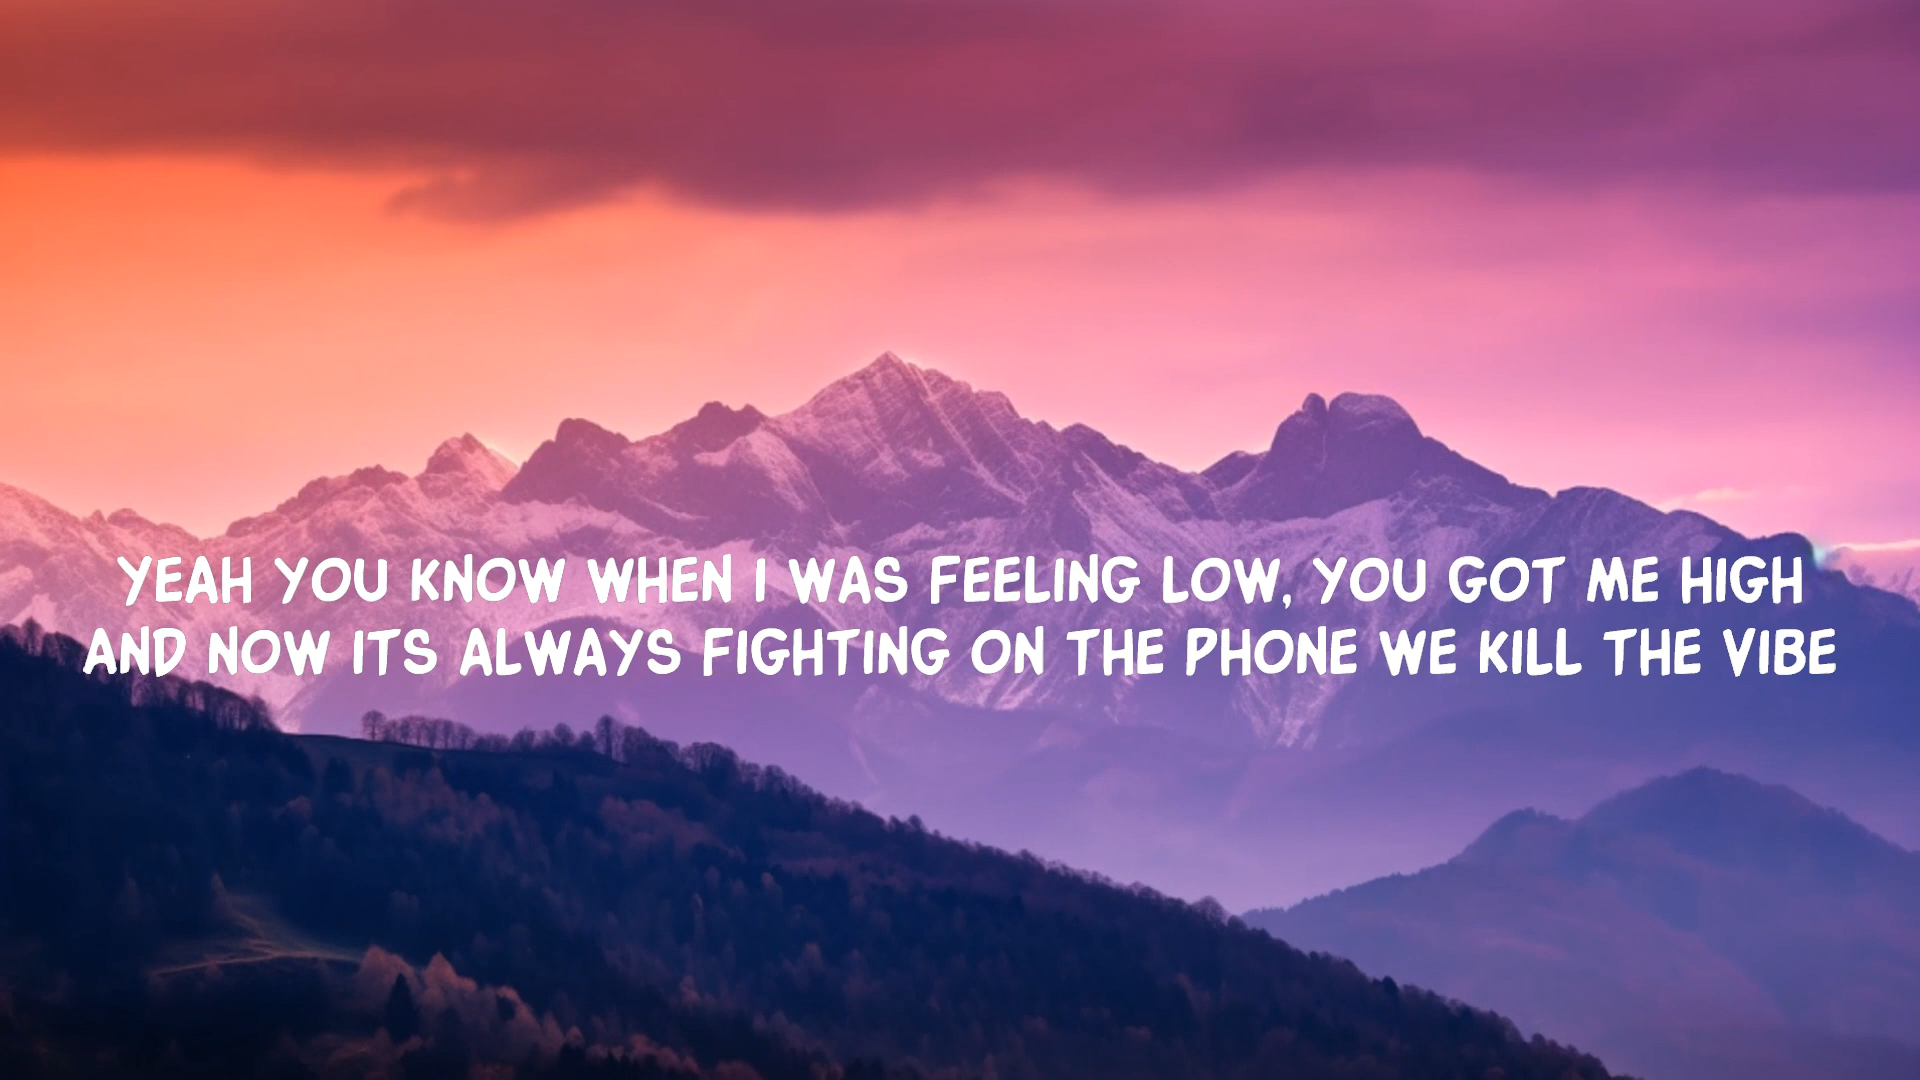 YEAH YOU KNOW WHEN I WAS FEELING LOW, YOU GOT ME HIGH
AND NOW ITS ALWAYS FIGHTING ON THE PHONE WE KILL THE VIBE